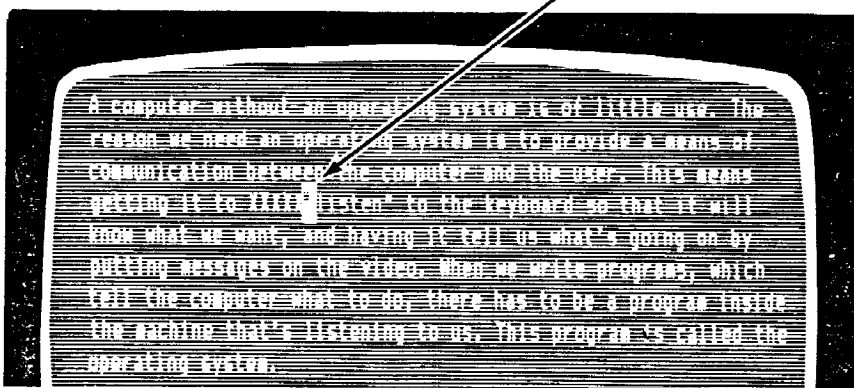 A computer without an operating system is of little use. The
reason we need an operating system is to provide a means of
communication between the computer and the user. This means
getting it to "listen" to the keyboard so that it will
know what we want, and having it tell us what's going on by
putting messiges on the video. When we write programs, which
tell the computer what to do, there has to be a program inside
the machine that's listening to us. This program 's called the
operating system.